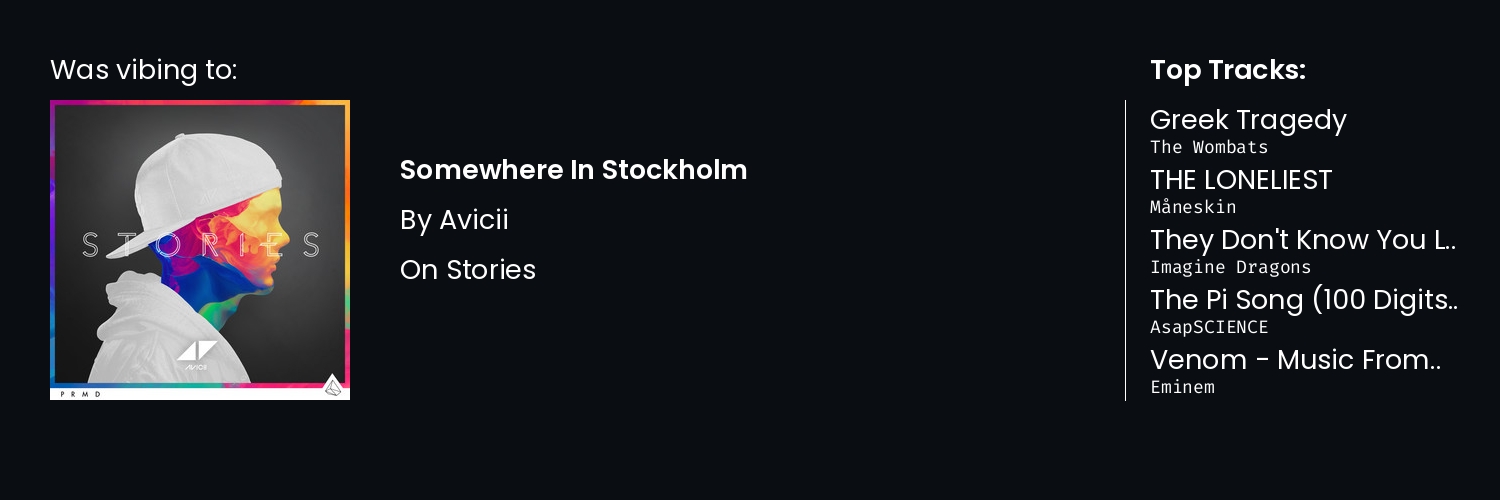 Was vibing to:
STORIES
AVICII
PRMD
Somewhere In Stockholm
By Avicii
On Stories
Top Tracks:
Greek Tragedy
The Wombats
THE LONELIEST
Måneskin
They Don't Know You L..
Imagine Dragons
The Pi Song (100 Digits..
AsapSCIENCE
Venom - Music From..
Eminem